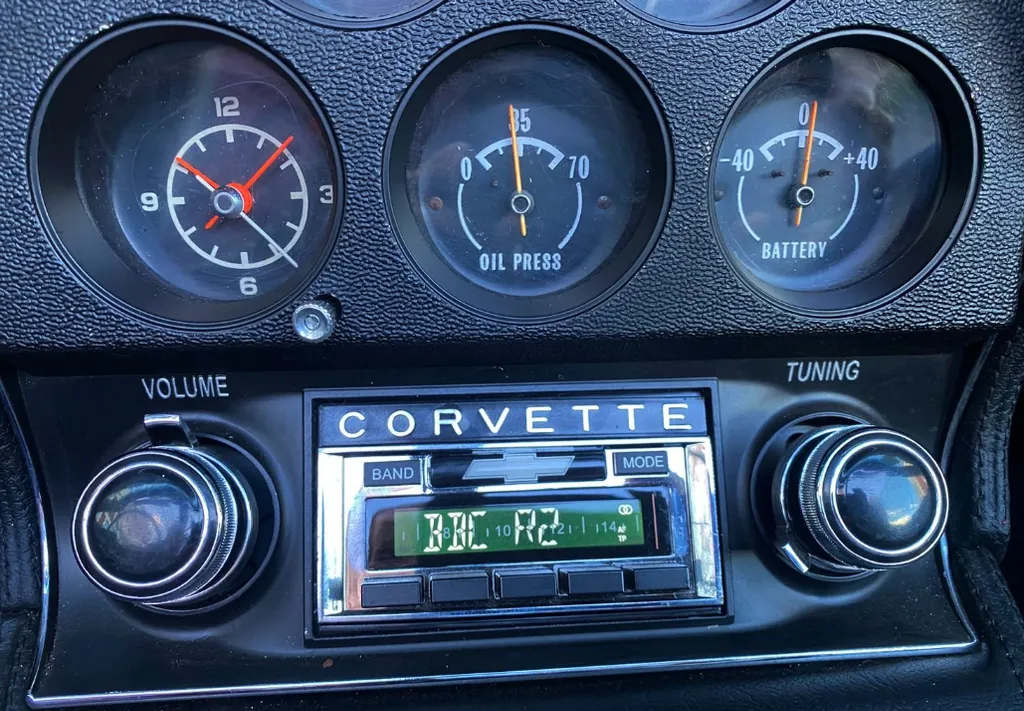 12
9
3
6
35
0
70
OIL PRESS
0
-40
+40
BATTERY
VOLUME
TUNING
CORVETTE
BAND
MODE
BBC R2
8 10 12 14
AF
TP